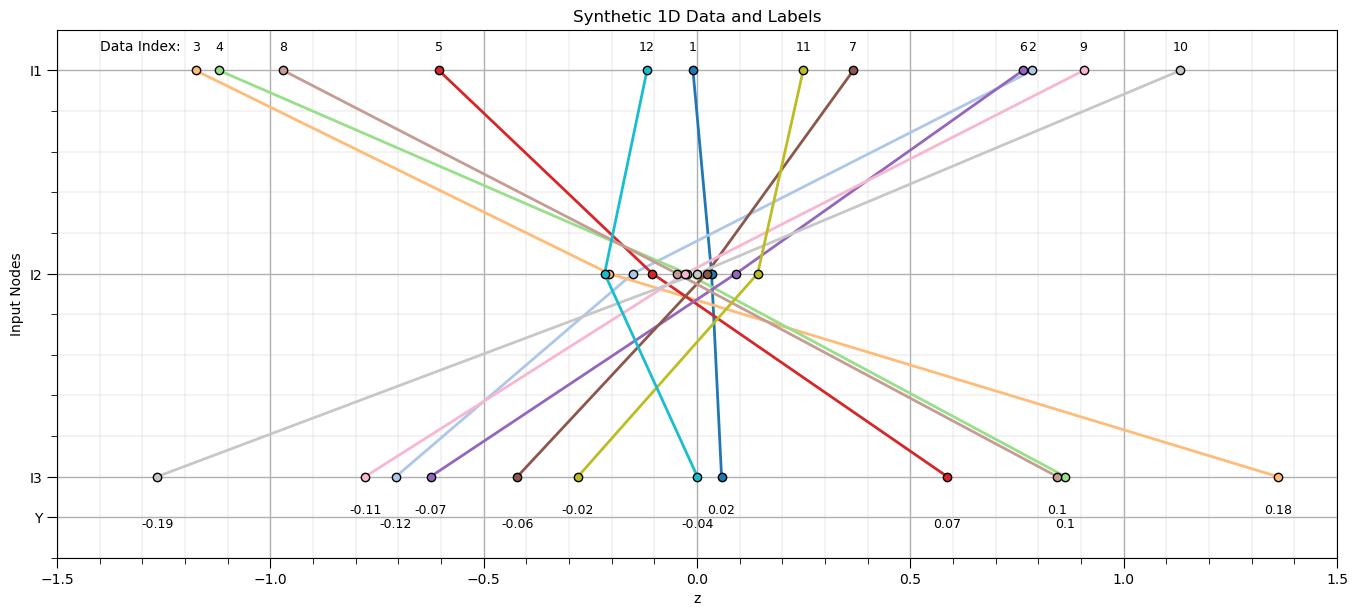 Synthetic 1D Data and Labels
Data Index: 3 4 8 5 12 1 11 7 6 2 9 10
I1
I2
I3
Input Nodes
-0.11 -0.07 -0.02 0.02 0.1 0.18
Y
-0.19 -0.12 -0.06 -0.04 0.07 0.1
−1.5 −1.0 −0.5 0.0 0.5 1.0 1.5
z